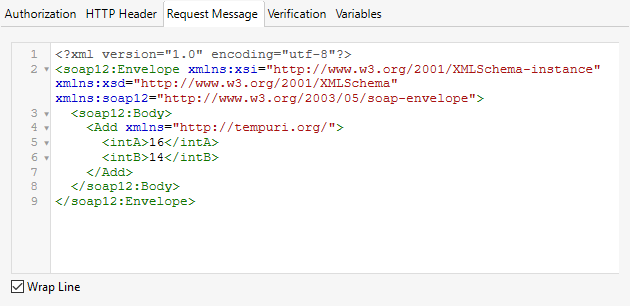 Authorization HTTP Header Request Message Verification Variables
1 <?xml version="1.0" encoding="utf-8"?>
2 <soap12:Envelope xmlns:xsi="http://www.w3.org/2001/XMLSchema-instance"
xmlns:xsd="http://www.w3.org/2001/XMLSchema"
xmlns:soap12="http://www.w3.org/2003/05/soap-envelope">
3 <soap12:Body>
4 <Add xmlns="http://tempuri.org/">
5 <intA>16</intA>
6 <intB>14</intB>
7 </Add>
8 </soap12:Body>
9 </soap12:Envelope>
Wrap Line